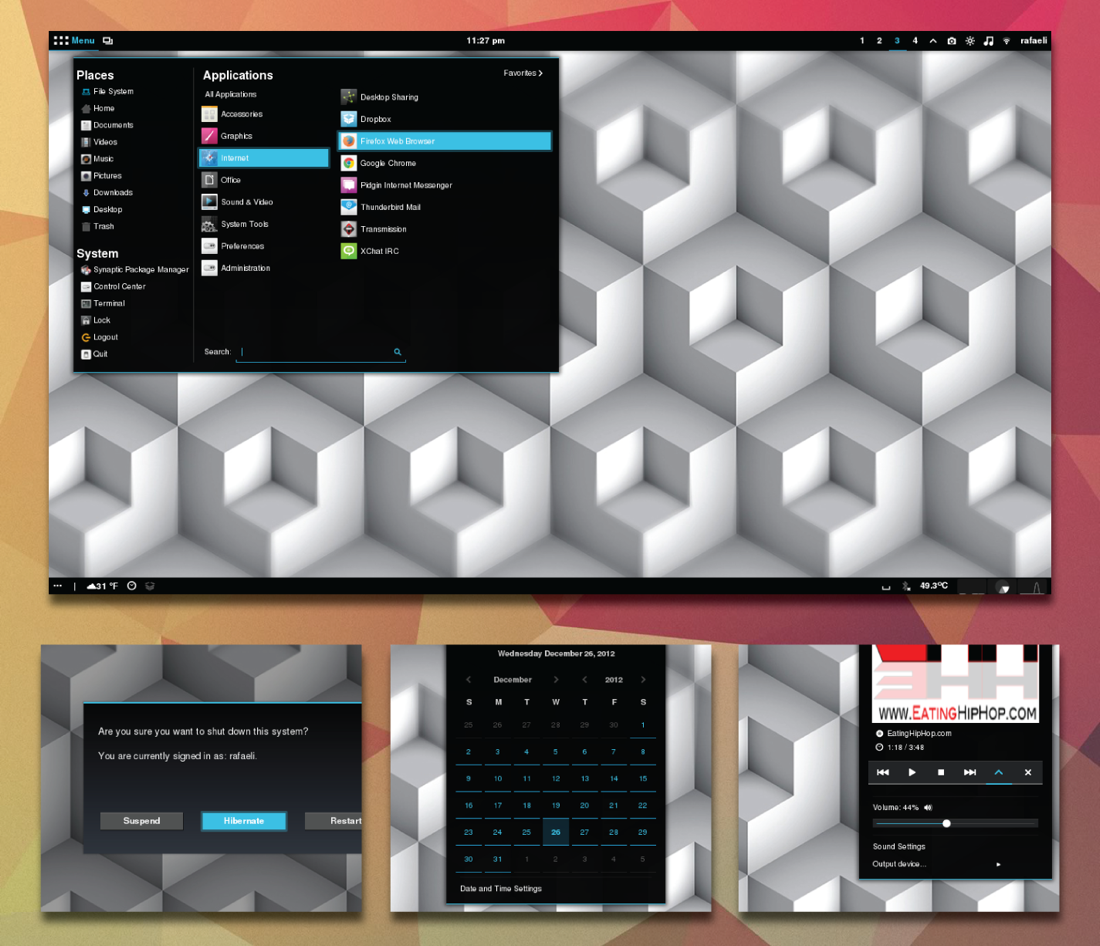 Menu
11:27 pm
1 2 3 4
rafaeli
Places
File System
Home
Documents
Videos
Music
Pictures
Downloads
Desktop
Trash
System
Synaptic Package Manager
Control Center
Terminal
Lock
Logout
Quit
Applications
Favorites
All Applications
Accessories
Graphics
Internet
Office
Sound & Video
System Tools
Preferences
Administration
Desktop Sharing
Dropbox
Firefox Web Browser
Google Chrome
Pidgin Internet Messenger
Thunderbird Mail
Transmission
XChat IRC
Search:
31 °F
49.3°C
Are you sure you want to shut down this system?
You are currently signed in as: rafaeli.
Suspend Hibernate Restart
Wednesday December 26, 2012
December 2012
S M T W T F S
25 26 27 28 29 30 1
2 3 4 5 6 7 8
9 10 11 12 13 14 15
16 17 18 19 20 21 22
23 24 25 26 27 28 29
30 31 1 2 3 4 5
Date and Time Settings
WWW.EATINGHIPHOP.COM
EatingHipHop.com
1:18 / 3:48
Volume: 44%
Sound Settings
Output device...